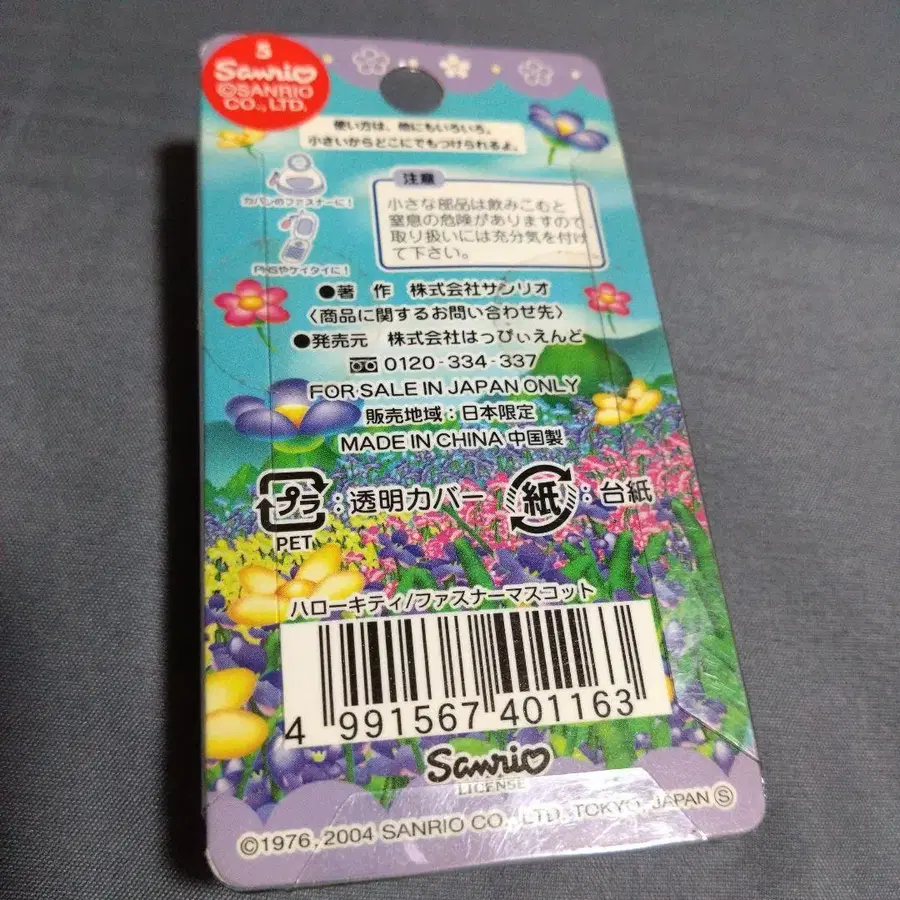 5
Sanrio
©SANRIO
CO., LTD.
使い方は、他にもいろいろ。
小さいからどこにでもつけられるよ。
カバンのファスナーに!
PHSやケイタイに!
注意
小さな部品は飲みこむと
窒息の危険がありますので、
取り扱いには充分気を付け
て下さい。
●著 作 株式会社サンリオ
〈商品に関するお問い合わせ先〉
●発売元 株式会社はっぴぃえんど
0120-334-337
FOR SALE IN JAPAN ONLY
販売地域:日本限定
MADE IN CHINA 中国製
プラ:透明カバー
PET
紙:台紙
ハローキティ/ファスナーマスコット
4 991567 401163
Sanrio
LICENSE
©1976, 2004 SANRIO CO., LTD., TOKYO, JAPAN Ⓢ